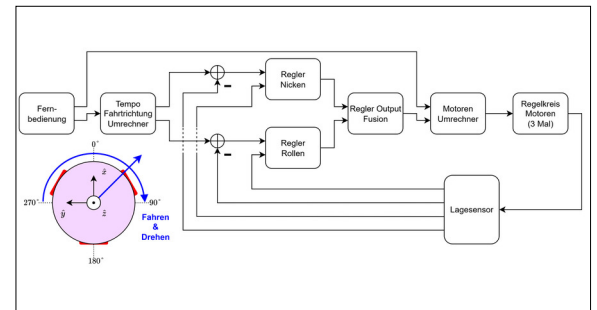 Regler
Nicken
Fern-
bedienung
Tempo
Fahrtrichtung
Umrechner
Regler Output
Fusion
Motoren
Umrechner
Regelkreis
Motoren
(3 Mal)
Regler
Rollen
Lagesensor
0°
x̂
270°
ŷ
ẑ
90°
Fahren
&
Drehen
180°